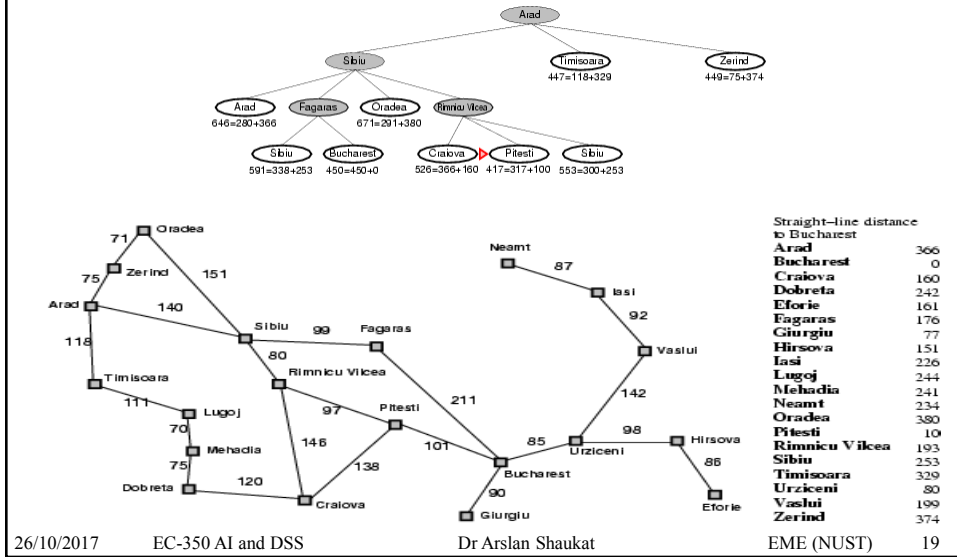 Arad
Sibiu
Timisoara
Zerind
447=118+329
449=75+374
Arad
Fagaras
Oradea
Rimnicu Vilcea
646=280+366
671=291+380
Sibiu
Bucharest
Craiova
Pitesti
Sibiu
591=338+253
450=450+0
526=366+160
417=317+100
553=300+253
Straight–line distance
to Bucharest
Arad 366
Bucharest 0
Craiova 160
Dobreta 242
Eforie 161
Fagaras 176
Giurgiu 77
Hirsova 151
Iasi 226
Lugoj 244
Mehadia 241
Neamt 234
Oradea 380
Pitesti 10
Rimnicu Vilcea 193
Sibiu 253
Timisoara 329
Urziceni 80
Vaslui 199
Zerind 374
Oradea
71
Neamt
Zerind
87
75
151
Iasi
Arad
140
92
Sibiu
99
Fagaras
118
80
Vaslui
Timisoara
Rimnicu Vilcea
142
111
211
Lugoj
97
Pitesti
70
98
Hirsova
146
85
Mehadia
101
Urziceni
75
138
86
120
Bucharest
Dobreta
90
Craiova
Eforie
Giurgiu
26/10/2017
EC-350 AI and DSS
Dr Arslan Shaukat
EME (NUST)
19